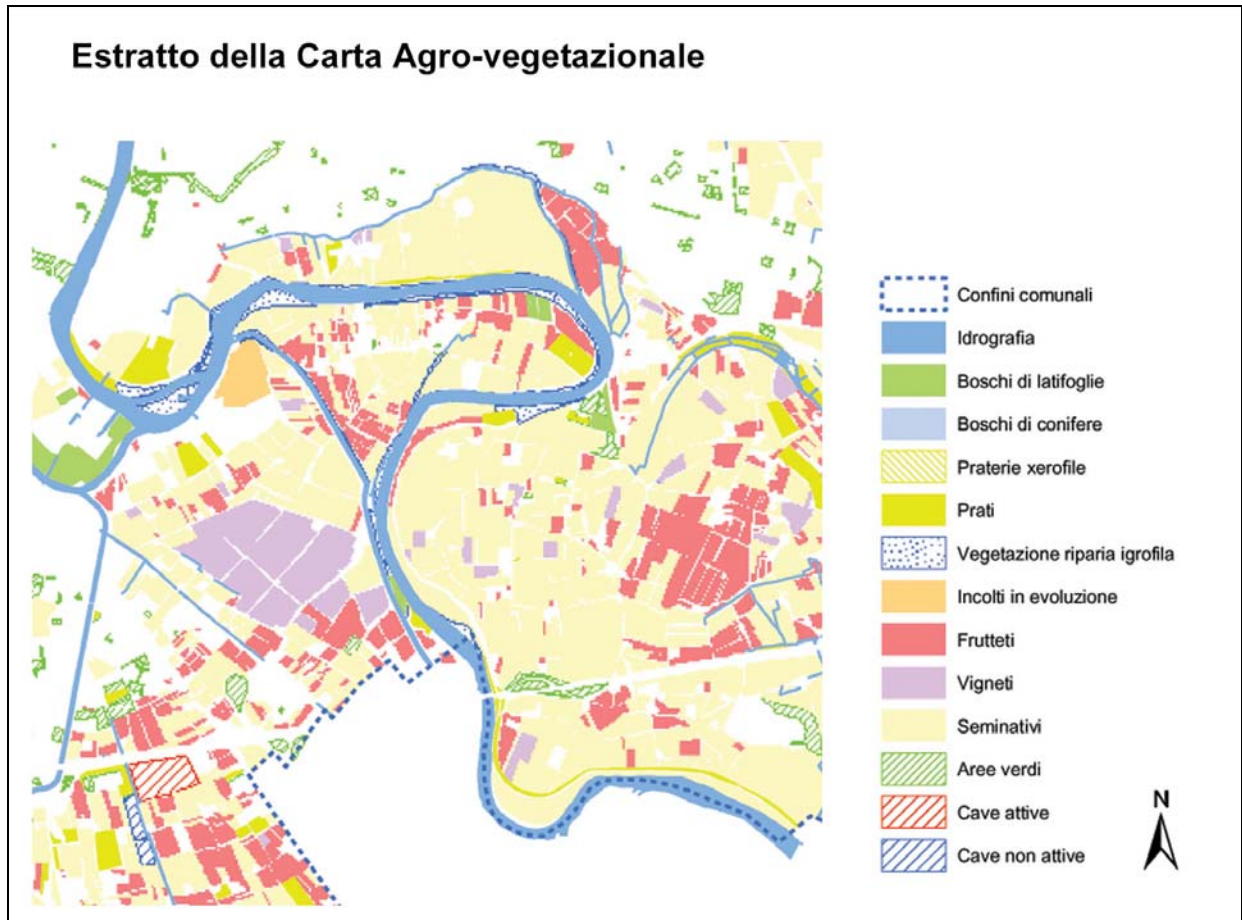 Estratto della Carta Agro-vegetazionale
Confini comunali
Idrografia
Boschi di latifoglie
Boschi di conifere
Praterie xerofile
Prati
Vegetazione riparia igrofila
Incolti in evoluzione
Frutteti
Vigneti
Seminativi
Aree verdi
Cave attive
Cave non attive
N